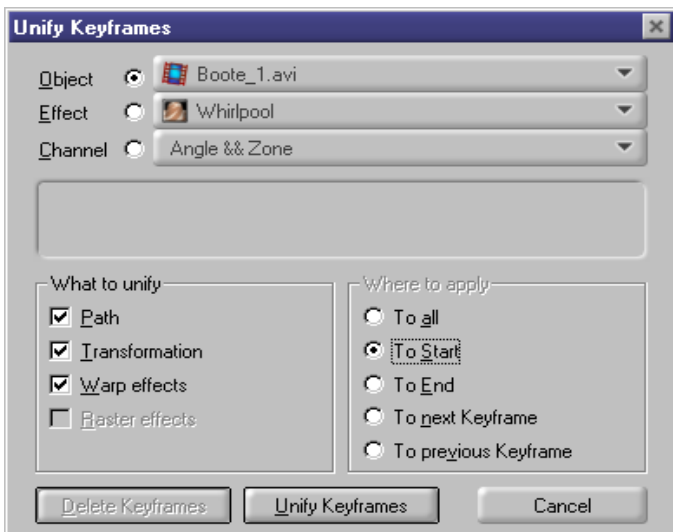 Unify Keyframes
Object Boote_1.avi
Effect Whirlpool
Channel Angle && Zone
What to unify
Path
Transformation
Warp effects
Raster effects
Where to apply
To all
To Start
To End
To next Keyframe
To previous Keyframe
Delete Keyframes Unify Keyframes Cancel